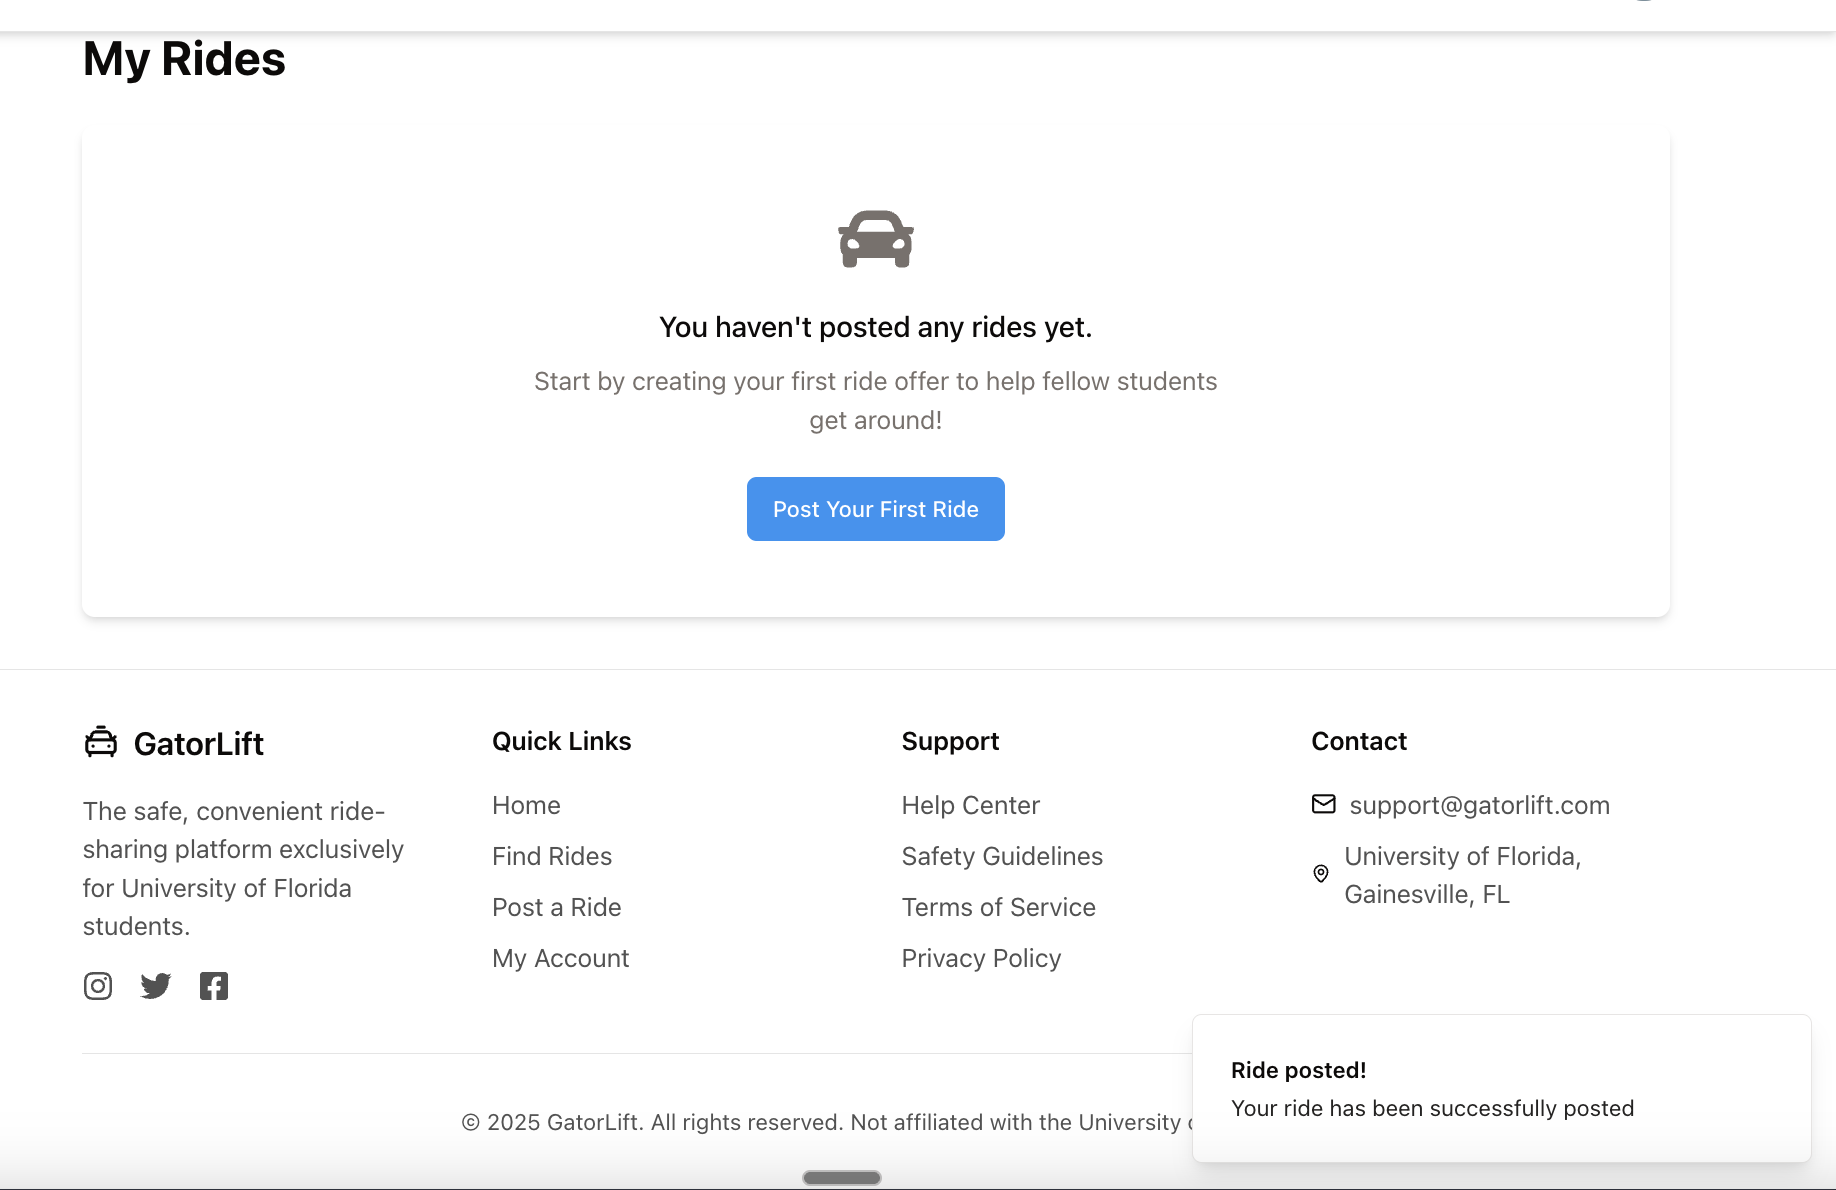 My Rides
You haven't posted any rides yet.
Start by creating your first ride offer to help fellow students
get around!
Post Your First Ride
GatorLift
The safe, convenient ride-
sharing platform exclusively
for University of Florida
students.
Quick Links
Home
Find Rides
Post a Ride
My Account
Support
Help Center
Safety Guidelines
Terms of Service
Privacy Policy
Contact
support@gatorlift.com
University of Florida,
Gainesville, FL
© 2025 GatorLift. All rights reserved. Not affiliated with the University
Ride posted!
Your ride has been successfully posted